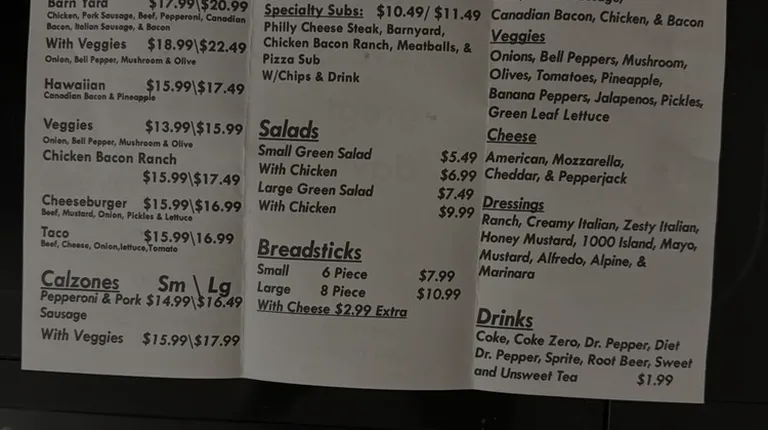 Barn Yard $17.99\$20.99
Chicken, Pork Sausage, Beef, Pepperoni, Canadian
Bacon, Italian Sausage, & Bacon
With Veggies $18.99\$22.49
Onion, Bell Pepper, Mushroom & Olive
Hawaiian $15.99\$17.49
Canadian Bacon & Pineapple
Veggies $13.99\$15.99
Onion, Bell Pepper, Mushroom & Olive
Chicken Bacon Ranch
$15.99\$17.49
Cheeseburger $15.99\$16.99
Beef, Mustard, Onion, Pickles & Lettuce
Taco $15.99\16.99
Beef, Cheese, Onion,lettuce,Tomato
Calzones Sm \ Lg
Pepperoni & Pork $14.99\$16.49
Sausage
With Veggies $15.99\$17.99
Specialty Subs: $10.49/ $11.49
Philly Cheese Steak, Barnyard,
Chicken Bacon Ranch, Meatballs, &
Pizza Sub
W/Chips & Drink
Salads
Small Green Salad $5.49
With Chicken $6.99
Large Green Salad $7.49
With Chicken $9.99
Breadsticks
Small 6 Piece $7.99
Large 8 Piece $10.99
With Cheese $2.99 Extra
Canadian Bacon, Chicken, & Bacon
Veggies
Onions, Bell Peppers, Mushroom,
Olives, Tomatoes, Pineapple,
Banana Peppers, Jalapenos, Pickles,
Green Leaf Lettuce
Cheese
American, Mozzarella,
Cheddar, & Pepperjack
Dressings
Ranch, Creamy Italian, Zesty Italian,
Honey Mustard, 1000 Island, Mayo,
Mustard, Alfredo, Alpine, &
Marinara
Drinks
Coke, Coke Zero, Dr. Pepper, Diet
Dr. Pepper, Sprite, Root Beer, Sweet
and Unsweet Tea $1.99